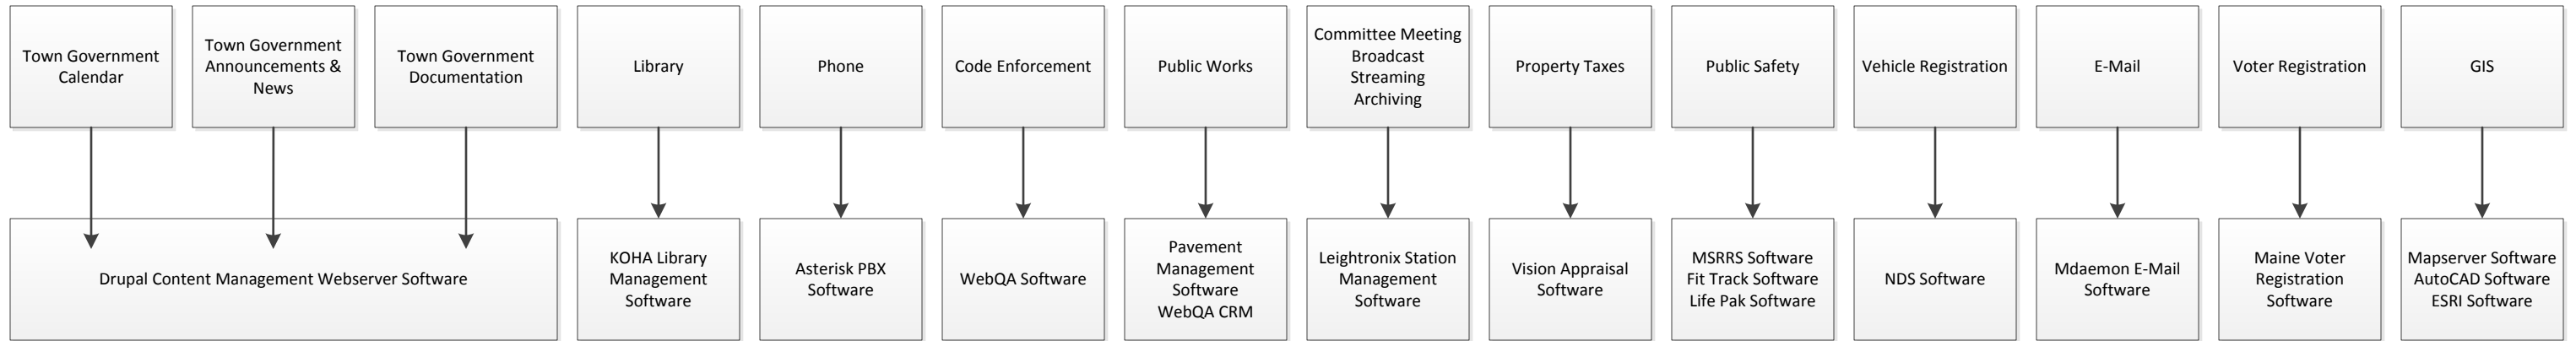 Town Government
Calendar
Town Government
Announcements &
News
Town Government
Documentation
Library
Phone
Code Enforcement
Public Works
Committee Meeting
Broadcast
Streaming
Archiving
Property Taxes
Public Safety
Vehicle Registration
E-Mail
Voter Registration
GIS
Drupal Content Management Webserver Software
KOHA Library
Management
Software
Asterisk PBX
Software
WebQA Software
Pavement
Management
Software
WebQA CRM
Leightronix Station
Management
Software
Vision Appraisal
Software
MSRRS Software
Fit Track Software
Life Pak Software
NDS Software
Mdaemon E-Mail
Software
Maine Voter
Registration
Software
Mapserver Software
AutoCAD Software
ESRI Software